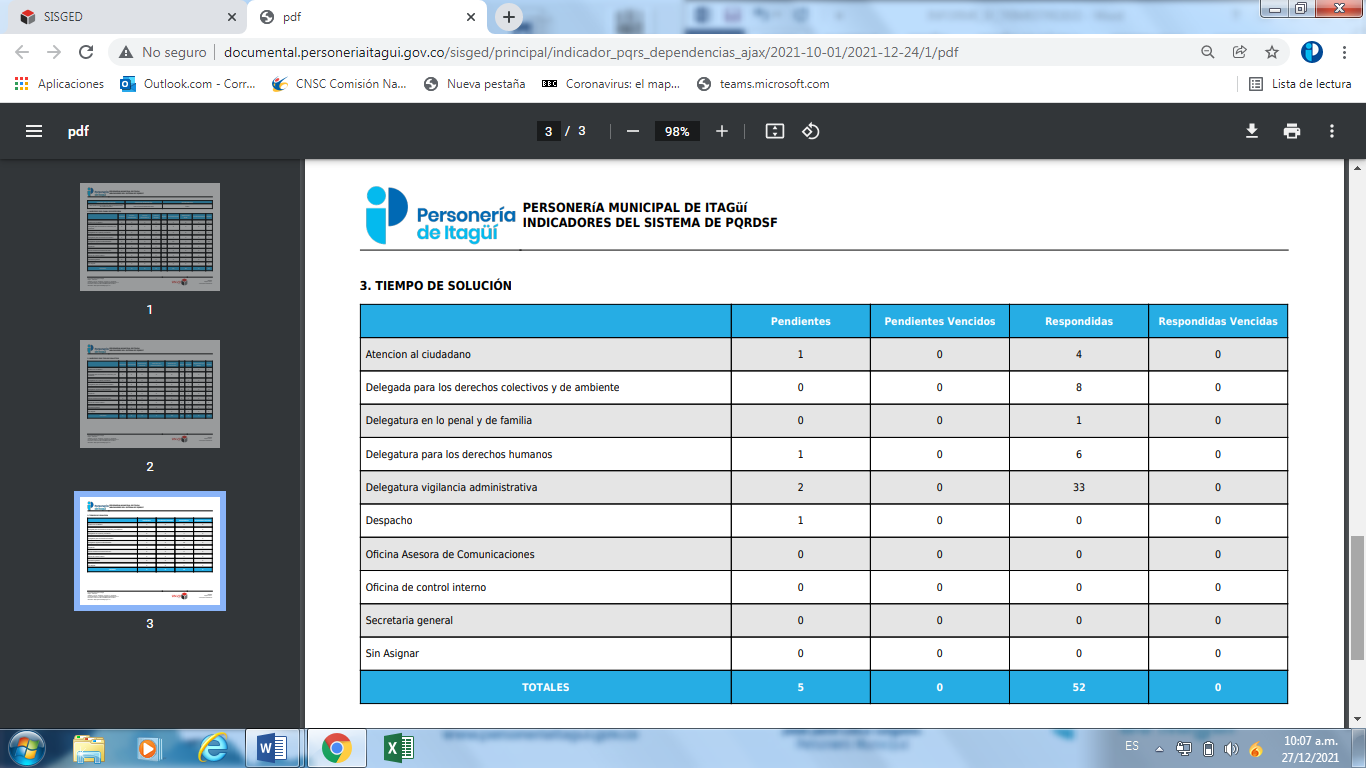 SISGED
pdf
No seguro
documental.personeriaitagui.gov.co/sisged/principal/indicador_pqrs_dependencias_ajax/2021-10-01/2021-12-24/1/pdf
Aplicaciones
Outlook.com - Corr...
CNSC Comisión Na...
Nueva pestaña
BBC
Coronavirus: el map...
teams.microsoft.com
Lista de lectura
pdf
3 / 3
98%
1
2
3
Personería de Itagüí
PERSONERíA MUNICIPAL DE ITAGüí
INDICADORES DEL SISTEMA DE PQRDSF
3. TIEMPO DE SOLUCIÓN
Pendientes Pendientes Vencidos Respondidas Respondidas Vencidas
Atencion al ciudadano 1 0 4 0
Delegada para los derechos colectivos y de ambiente 0 0 8 0
Delegatura en lo penal y de familia 0 0 1 0
Delegatura para los derechos humanos 1 0 6 0
Delegatura vigilancia administrativa 2 0 33 0
Despacho 1 0 0 0
Oficina Asesora de Comunicaciones 0 0 0 0
Oficina de control interno 0 0 0 0
Secretaria general 0 0 0 0
Sin Asignar 0 0 0 0
TOTALES 5 0 52 0
ES
10:07 a.m.
27/12/2021